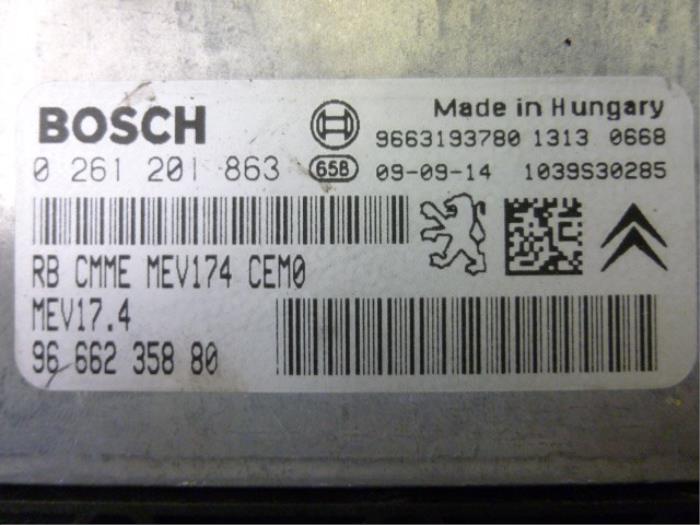 BOSCH
Made in Hungary
9663193780 1313 0668
0 261 201 863
658
09-09-14 1039S30285
RB CMME MEV174 CEM0
MEV17.4
96 662 358 80